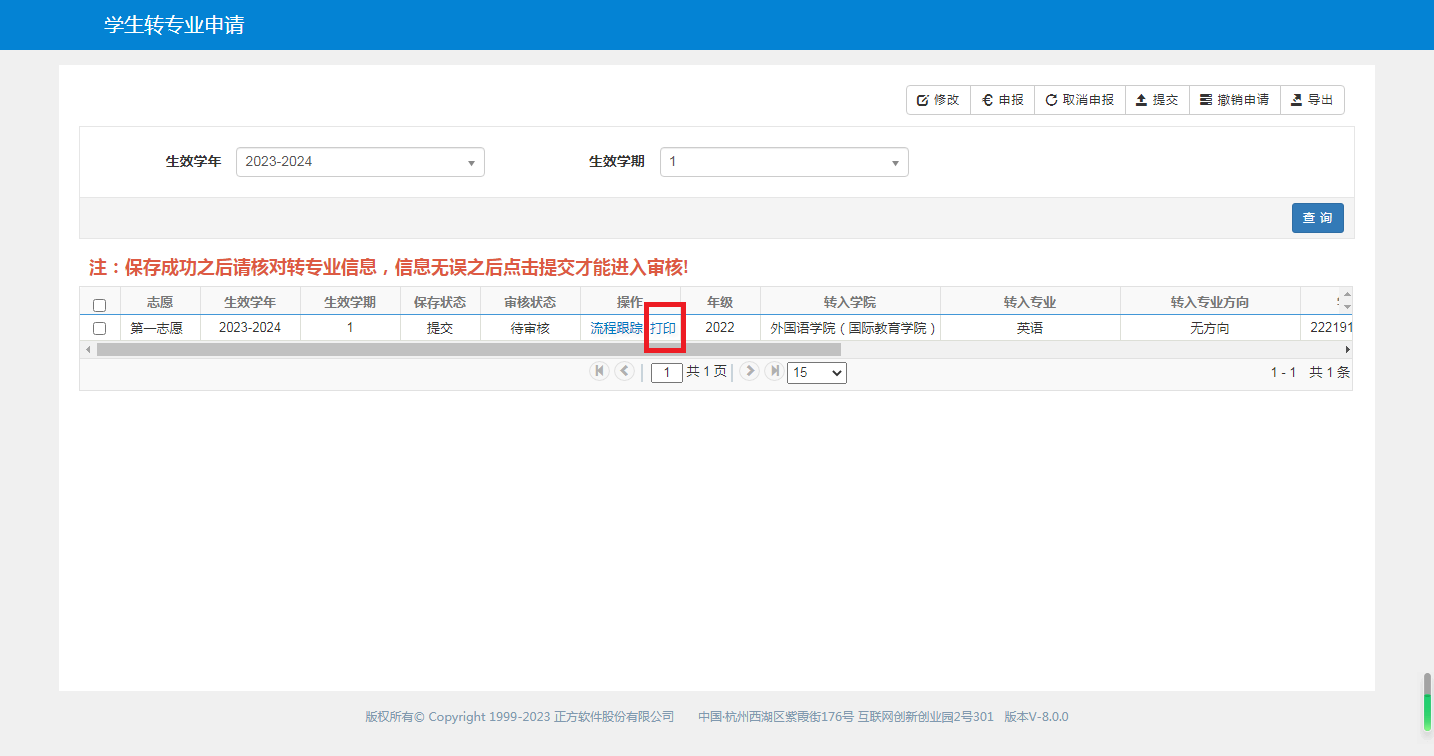 学生转专业申请
修改 申报 取消申报 提交 撤销申请 导出
生效学年 2023-2024 生效学期 1
查 询
注：保存成功之后请核对转专业信息，信息无误之后点击提交才能进入审核!
志愿 生效学年 生效学期 保存状态 审核状态 操作 年级 转入学院 转入专业 转入专业方向
第一志愿 2023-2024 1 提交 待审核 流程跟踪 打印 2022 外国语学院（国际教育学院） 英语 无方向 222191
1 共 1 页 15 1 - 1 共 1 条
版权所有© Copyright 1999-2023 正方软件股份有限公司 中国·杭州西湖区紫霞街176号 互联网创新创业园2号301 版本V-8.0.0